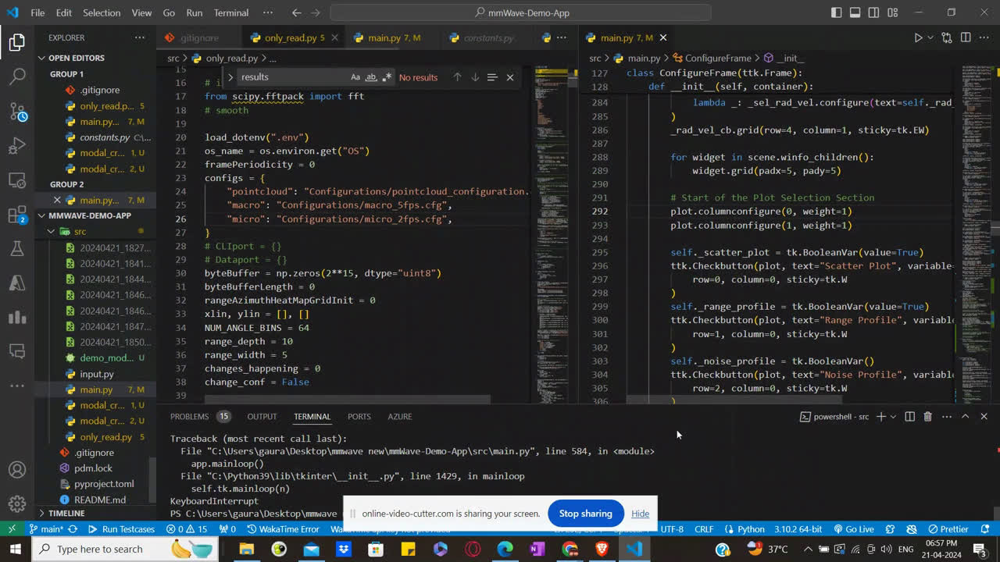 File Edit Selection View Go Run Terminal ··· mmWave-Demo-App
EXPLORER
OPEN EDITORS
GROUP 1
.gitignore
only_read.p... 5
main.py... 7, M
constants.py
modal_cr... 1, U
modal_cr... 2, U
GROUP 2
main.py... 7, M
MMWAVE-DEMO-APP
src
20240421_1841...
20240421_1846...
20240421_1846...
20240421_1847...
20240421_1850...
demo_mod... U
input.py
main.py 7, M
modal_cr... 1, U
modal_cr... 2, U
only_read.py 5
.gitignore
pdm.lock
pyproject.toml
README.md
TIMELINE
.gitignare only_read.py 5 main.py 7, M constants.py
src > only_read.py > ...
results Aa ab No results
15
16 # i
17 from scipy.fftpack import fft
18 # smooth
19
20 load_dotenv(".env")
21 = os.environ.get("OS")
22 framePeriodicity = 0
23 configs = {
24 "pointcloud": "Configurations/pointcloud_configuration.
25 "macro": "Configurations/macro_5fps.cfg",
26 "micro": "Configurations/micro_2fps.cfg",
27 }
28 # CLIport = {}
29 # Dataport = {}
30 byteBuffer = np.zeros(2**15, dtype="uint8")
31 byteBufferLength = 0
32 rangeAzimuthHeatMapGridInit = 0
33 xlin, ylin = [], []
34 NUM_ANGLE_BINS = 64
35 range_depth = 10
36 range_width = 5
37 changes_happening = 0
38 change_conf = False
39
main.py 7, M
src > main.py > ConfigureFrame > __init__
127 class ConfigureFrame(ttk.Frame):
128 def __init__(self, container):
284 lambda _: _set_rad_vel.configure(text=self._rad
285 )
286 _rad_vel_cb.grid(row=4, column=1, sticky=tk.W)
287
288 for widget in scene.winfo_children():
289 widget.grid(padx=5, pady=5)
290
291 # Start of the Plot Selection Section
292 plot.columnconfigure(0, weight=1)
293 plot.columnconfigure(1, weight=1)
294
295 self._scatter_plot = tk.BooleanVar(value=True)
296 ttk.Checkbutton(plot, text="Scatter Plot", variable
297 row=0, column=0, sticky=tk.W
298 )
299 self._range_profile = tk.BooleanVar(value=True)
300 ttk.Checkbutton(plot, text="Range Profile", variabl
301 row=1, column=0, sticky=tk.W
302 )
303 self._noise_profile = tk.BooleanVar()
304 ttk.Checkbutton(plot, text="Noise Profile", variabl
305 row=2, column=0, sticky=tk.W
306 )
PROBLEMS 15 OUTPUT TERMINAL PORTS AZURE powershell - src
Traceback (most recent call last):
File "C:\Users\gaura\Desktop\mmwave new\mmWave-Demo-App\src\main.py", line 584, in <module>
app.mainloop()
File "C:\Python39\lib\tkinter\__init__.py", line 1429, in mainloop
self.tk.mainloop(n)
KeyboardInterrupt
PS C:\Users\gaura\Desktop\mmwave
online-video-cutter.com is sharing your screen. Stop sharing Hide
main* Run Testcases 0 15 0 WakaTime Error UTF-8 CRLF Python 3.10.2 64-bit Go Live Prettier
Type here to search
37°C ENG 06:57 PM
21-04-2024
3